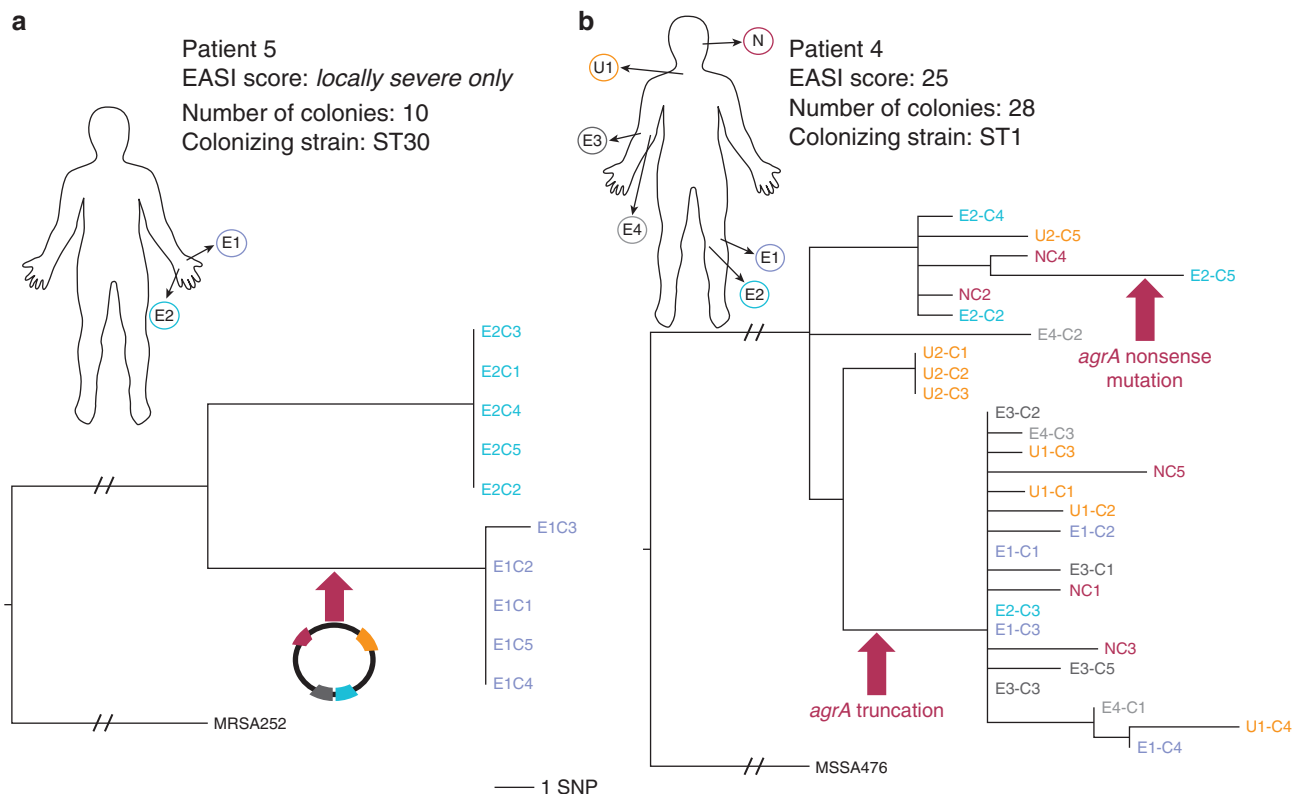 a
Patient 5
EASI score: locally severe only
Number of colonies: 10
Colonizing strain: ST30
E1
E2
E2C3
E2C1
E2C4
E2C5
E2C2
E1C3
E1C2
E1C1
E1C5
E1C4
MRSA252
1 SNP
b
N
U1
E3
E4
E1
E2
Patient 4
EASI score: 25
Number of colonies: 28
Colonizing strain: ST1
E2-C4
U2-C5
NC4
E2-C5
NC2
E2-C2
agrA nonsense
mutation
E4-C2
U2-C1
U2-C2
U2-C3
E3-C2
E4-C3
U1-C3
NC5
U1-C1
U1-C2
E1-C2
E1-C1
E3-C1
NC1
E2-C3
E1-C3
NC3
E3-C5
E3-C3
agrA truncation
E4-C1
U1-C4
E1-C4
MSSA476